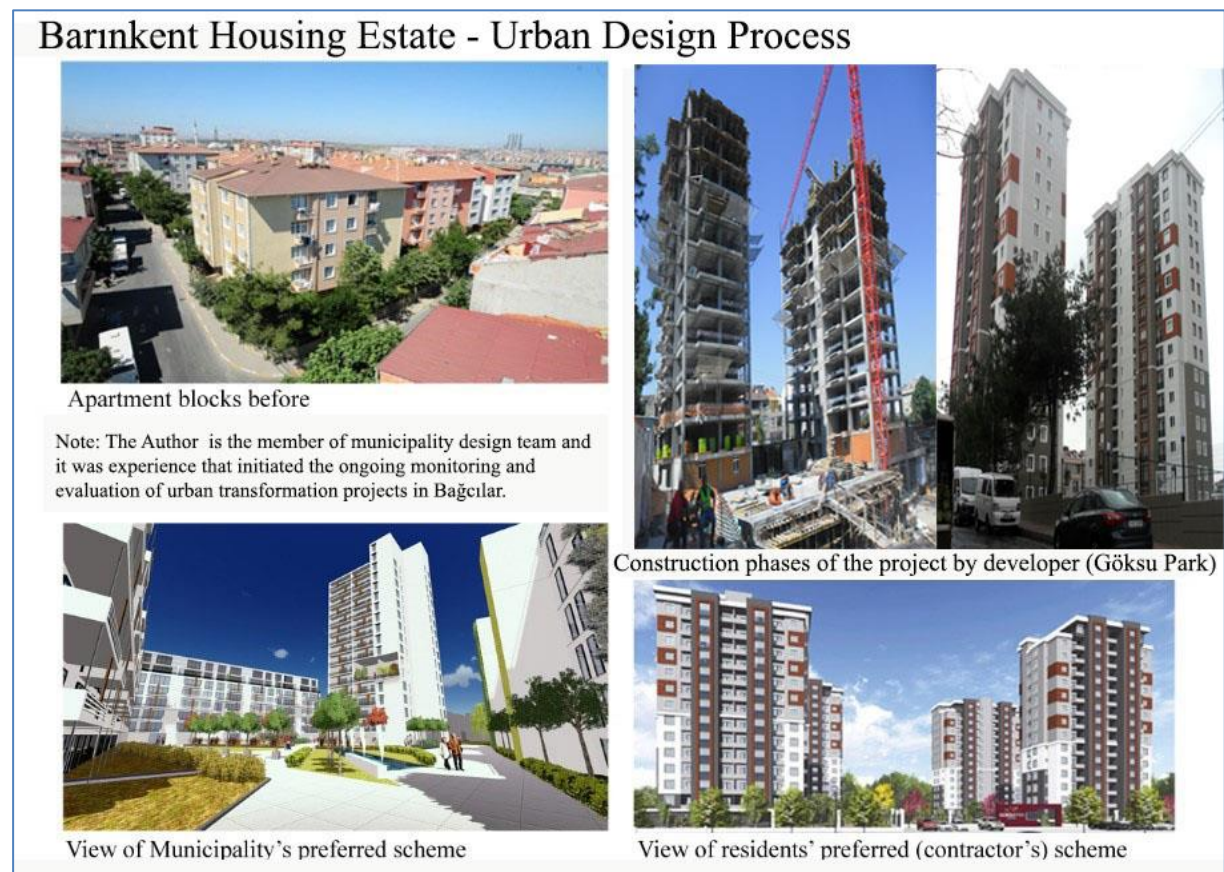 Barınkent Housing Estate - Urban Design Process
Apartment blocks before
Note: The Author is the member of municipality design team and
it was experience that initiated the ongoing monitoring and
evaluation of urban transformation projects in Bağcılar.
Construction phases of the project by developer (Göksu Park)
View of Municipality's preferred scheme
View of residents' preferred (contractor's) scheme